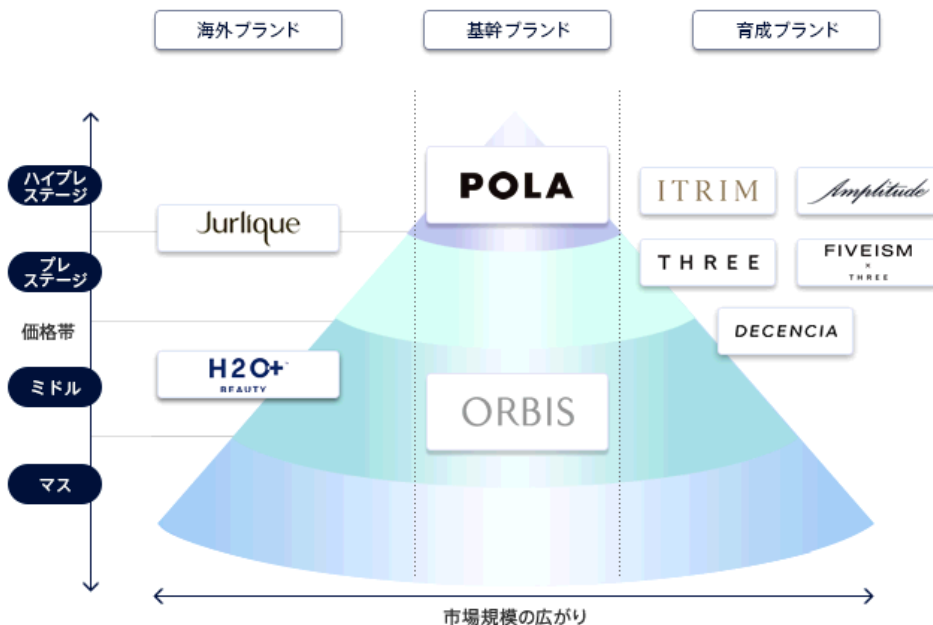 海外ブランド
基幹ブランド
育成ブランド
ハイプレ
ステージ
POLA
ITRIM
Amplitude
Jurlique
プレ
ステージ
THREE
FIVEISM
×
THREE
価格帯
DECENCIA
H2O+
BEAUTY
ミドル
ORBIS
マス
市場規模の広がり